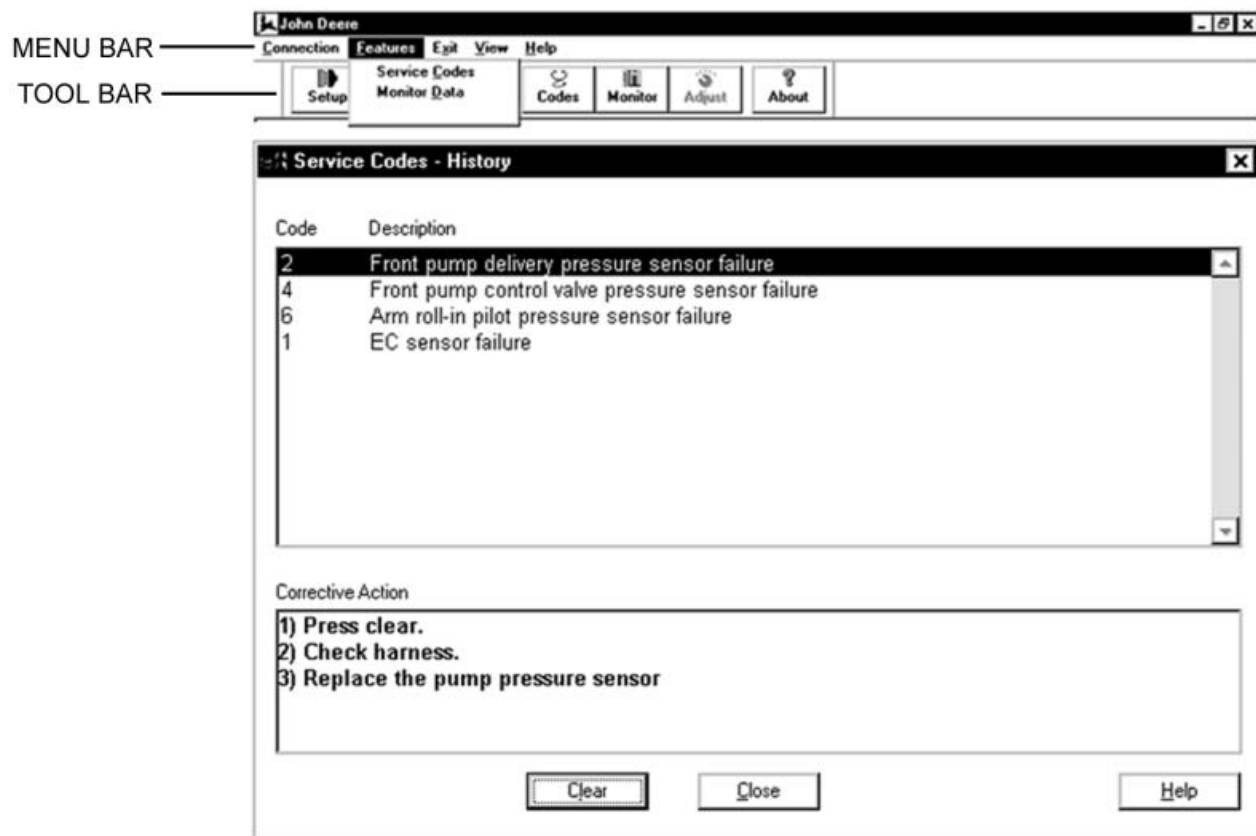 John Deere
MENU BAR
Connection Features Exit View Help
Service Codes
Monitor Data
TOOL BAR
Setup Codes Monitor Adjust About
Service Codes - History
Code Description
2 Front pump delivery pressure sensor failure
4 Front pump control valve pressure sensor failure
6 Arm roll-in pilot pressure sensor failure
1 EC sensor failure
Corrective Action
1) Press clear.
2) Check harness.
3) Replace the pump pressure sensor
Clear Close Help